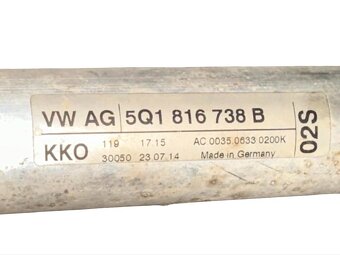 VW AG 5Q1 816 738 B
KKO 119 17 15 AC 0035 0633 0200K
30050 23.07.14 Made in Germany
02S